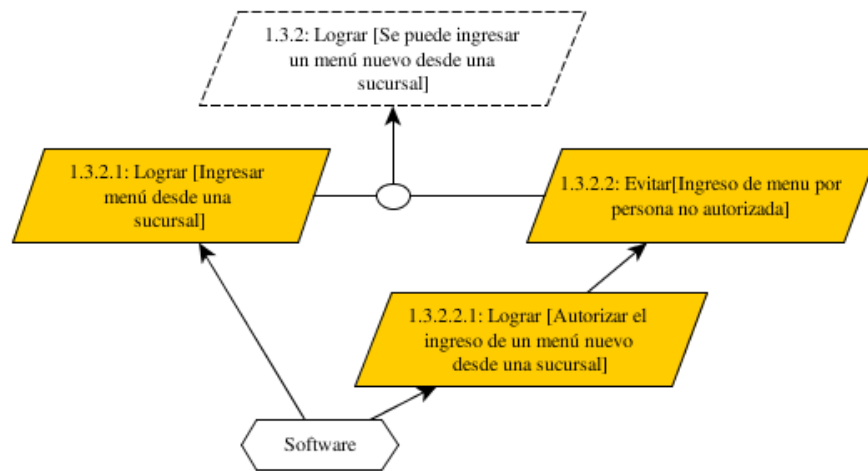 1.3.2: Lograr [Se puede ingresar
un menú nuevo desde una
sucursal]
1.3.2.1: Lograr [Ingresar
menú desde una
sucursal]
1.3.2.2: Evitar[Ingreso de menu por
persona no autorizada]
1.3.2.2.1: Lograr [Autorizar el
ingreso de un menú nuevo
desde una sucursal]
Software